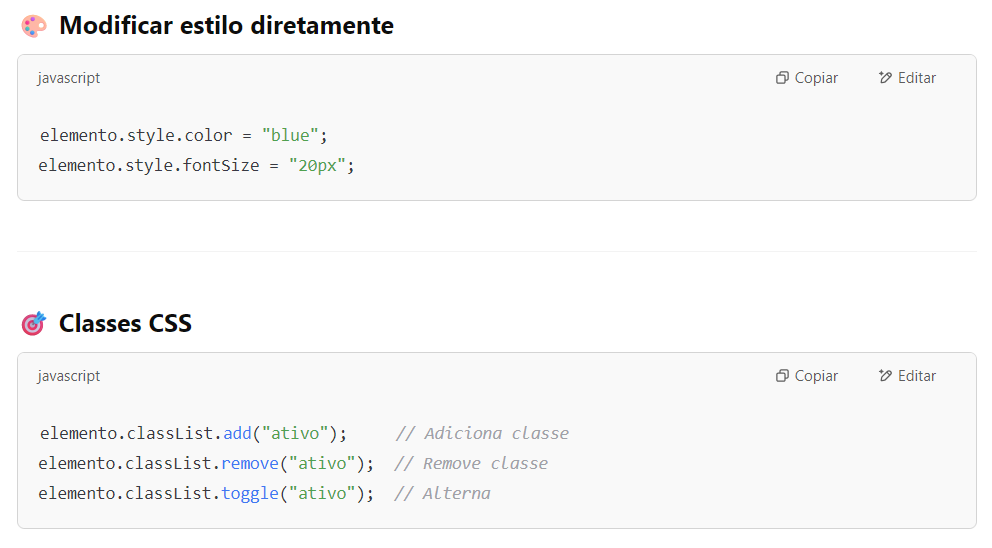 🎨 Modificar estilo diretamente
javascript
Copiar
Editar
elemento.style.color = "blue";
elemento.style.fontSize = "20px";
🎯 Classes CSS
javascript
Copiar
Editar
elemento.classList.add("ativo");     // Adiciona classe
elemento.classList.remove("ativo");  // Remove classe
elemento.classList.toggle("ativo");  // Alterna